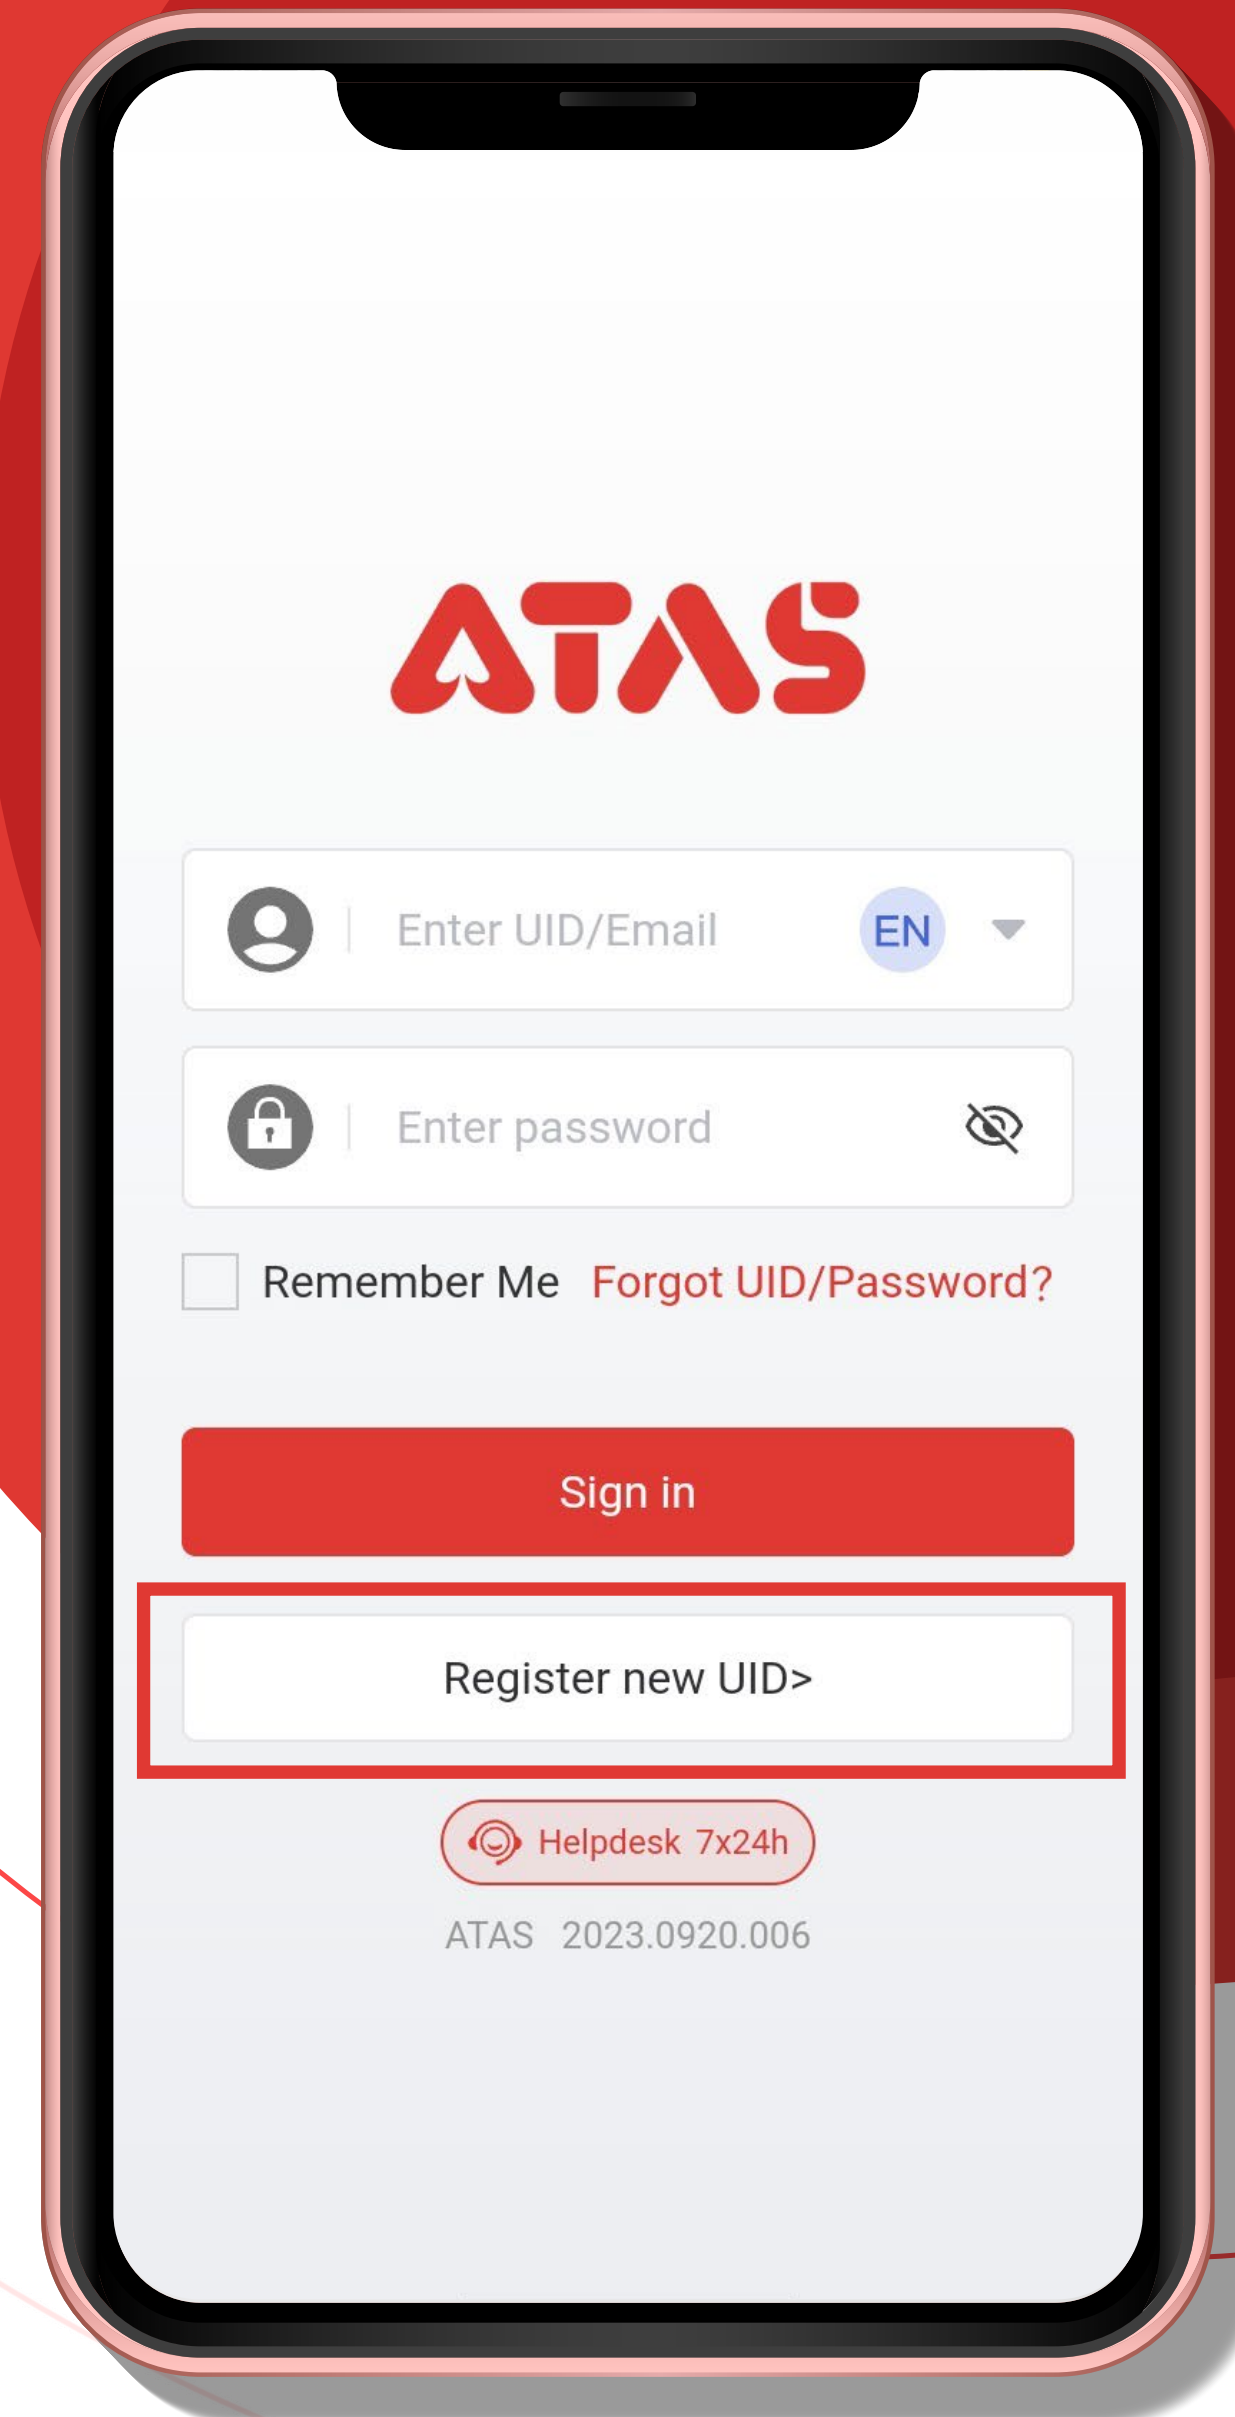 ATAS
Enter UID/Email EN
Enter password
Remember Me Forgot UID/Password?
Sign in
Register new UID>
Helpdesk 7x24h
ATAS 2023.0920.006